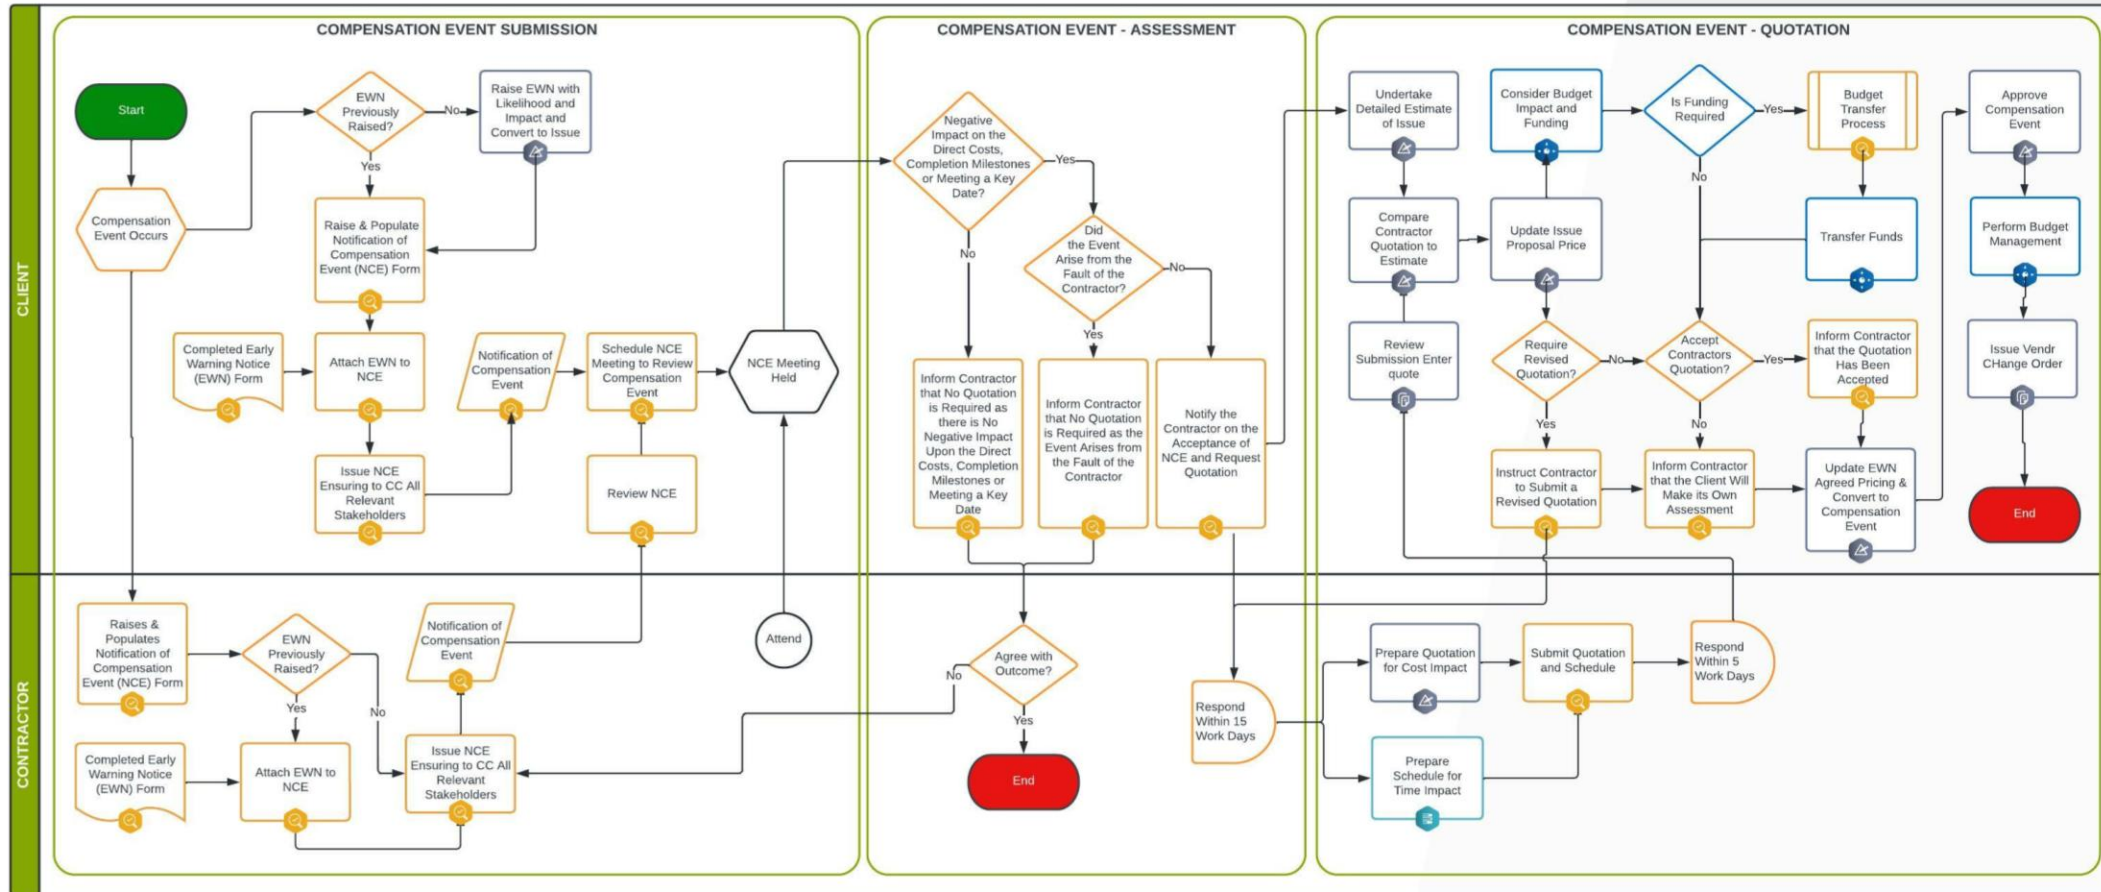 COMPENSATION EVENT SUBMISSION
COMPENSATION EVENT - ASSESSMENT
COMPENSATION EVENT - QUOTATION
CLIENT
Start
Compensation
Event Occurs
EWN
Previously
Raised?
No
Yes
Raise EWN with
Likelihood and
Impact and
Convert to Issue
Raise & Populate
Notification of
Compensation
Event (NCE) Form
Completed Early
Warning Notice
(EWN) Form
Attach EWN to
NCE
Issue NCE
Ensuring to CC All
Relevant
Stakeholders
Notification of
Compensation
Event
Schedule NCE
Meeting to Review
Compensation
Event
Review NCE
NCE Meeting
Held
Negative
Impact on the
Direct Costs,
Completion Milestones
or Meeting a Key
Date?
Yes
No
Did
the Event
Arise from the
Fault of the
Contractor?
No
Yes
Inform Contractor
that No Quotation
is Required as
there is No
Negative Impact
Upon the Direct
Costs, Completion
Milestones or
Meeting a Key
Date
Inform Contractor
that No Quotation
is Required as the
Event Arises from
the Fault of the
Contractor
Notify the
Contractor on the
Acceptance of
NCE and Request
Quotation
Undertake
Detailed Estimate
of Issue
Compare
Contractor
Quotation to
Estimate
Review
Submission Enter
quote
Consider Budget
Impact and
Funding
Update Issue
Proposal Price
Require
Revised
Quotation?
No
Yes
Instruct Contractor
to Submit a
Revised Quotation
Is Funding
Required
Yes
No
Accept
Contractors
Quotation?
Yes
No
Inform Contractor
that the Client Will
Make its Own
Assessment
Budget
Transfer
Process
Transfer Funds
Inform Contractor
that the Quotation
Has Been
Accepted
Update EWN
Agreed Pricing &
Convert to
Compensation
Event
Approve
Compensation
Event
Perform Budget
Management
Issue Vendr
CHange Order
End
CONTRACTOR
Raises &
Populates
Notification of
Compensation
Event (NCE) Form
EWN
Previously
Raised?
Yes
No
Completed Early
Warning Notice
(EWN) Form
Attach EWN to
NCE
Notification of
Compensation
Event
Issue NCE
Ensuring to CC All
Relevant
Stakeholders
Attend
Agree with
Outcome?
No
Yes
End
Respond
Within 15
Work Days
Prepare Quotation
for Cost Impact
Prepare
Schedule for
Time Impact
Submit Quotation
and Schedule
Respond
Within 5
Work Days